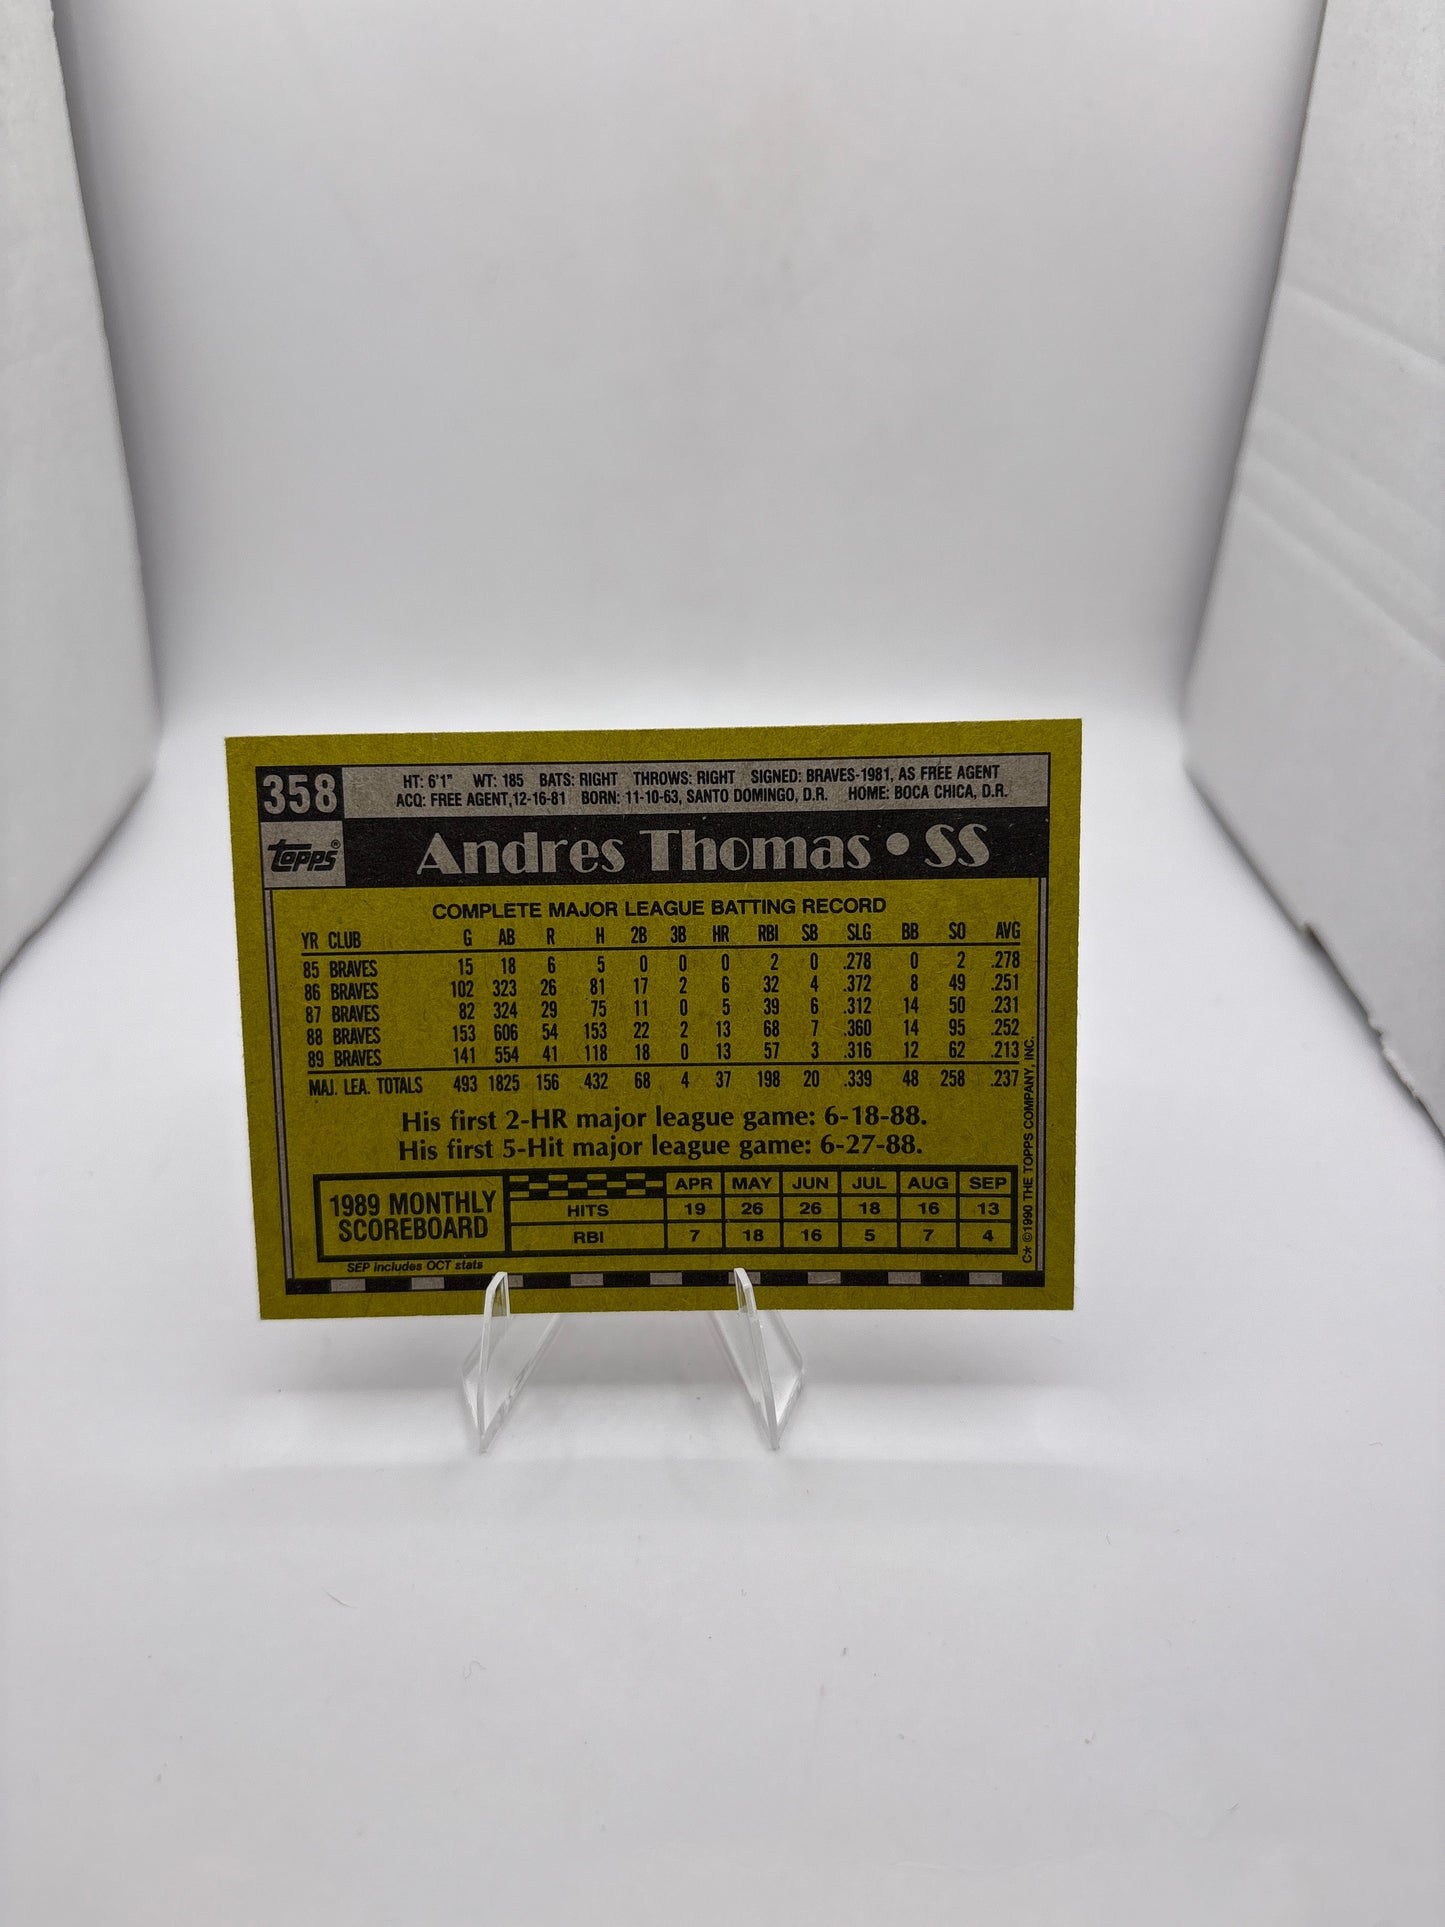 358
HT: 6'1" WT: 185 BATS: RIGHT THROWS: RIGHT SIGNED: BRAVES-1981, AS FREE AGENT
ACQ: FREE AGENT,12-16-81 BORN: 11-10-63, SANTO DOMINGO, D.R. HOME: BOCA CHICA, D.R.
Topps®
Andres Thomas • SS
COMPLETE MAJOR LEAGUE BATTING RECORD
YR CLUB G AB R H 2B 3B HR RBI SB SLG BB SO AVG
85 BRAVES 15 18 6 5 0 0 0 2 0 .278 0 2 .278
86 BRAVES 102 323 26 81 17 2 6 32 4 .372 8 49 .251
87 BRAVES 82 324 29 75 11 0 5 39 6 .312 14 50 .231
88 BRAVES 153 606 54 153 22 2 13 68 7 .360 14 95 .252
89 BRAVES 141 554 41 118 18 0 13 57 3 .316 12 62 .213
MAJ. LEA. TOTALS 493 1825 156 432 68 4 37 198 20 .339 48 258 .237
His first 2-HR major league game: 6-18-88.
His first 5-Hit major league game: 6-27-88.
1989 MONTHLY
SCOREBOARD
APR MAY JUN JUL AUG SEP
HITS 19 26 26 18 16 13
RBI 7 18 16 5 7 4
SEP includes OCT stats
C* © 1990 THE TOPPS COMPANY, INC.